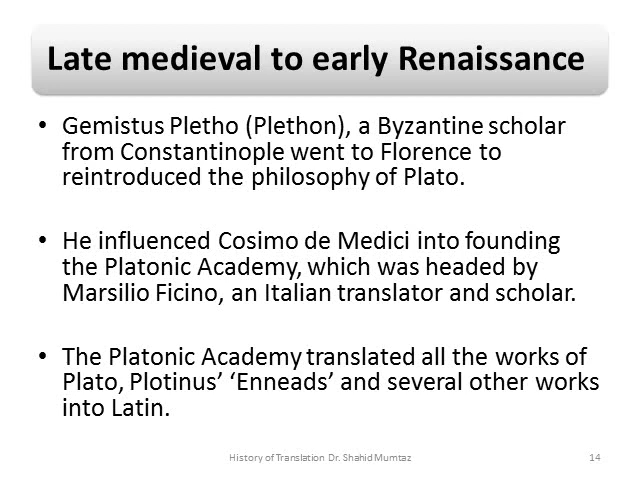 Late medieval to early Renaissance
• Gemistus Pletho (Plethon), a Byzantine scholar
from Constantinople went to Florence to
reintroduced the philosophy of Plato.
• He influenced Cosimo de Medici into founding
the Platonic Academy, which was headed by
Marsilio Ficino, an Italian translator and scholar.
• The Platonic Academy translated all the works of
Plato, Plotinus’ ‘Enneads’ and several other works
into Latin.
History of Translation Dr. Shahid Mumtaz
14